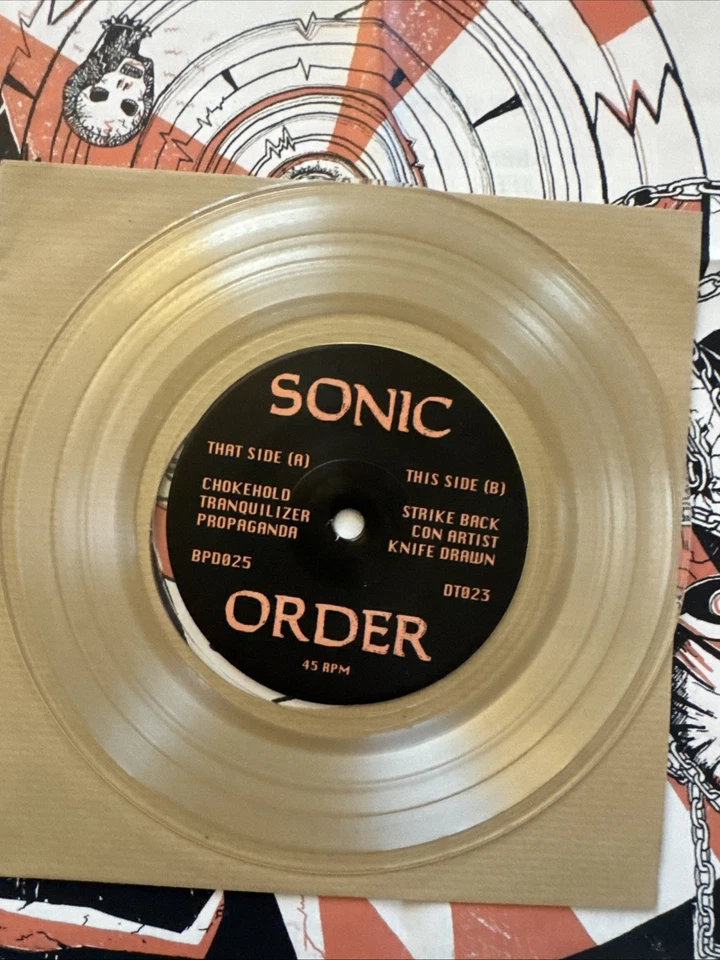 SONIC
THAT SIDE (A)
CHOKEHOLD
TRANQUILIZER
PROPAGANDA
BPD025
THIS SIDE (B)
STRIKE BACK
CON ARTIST
KNIFE DRAWN
DT023
ORDER
45 RPM